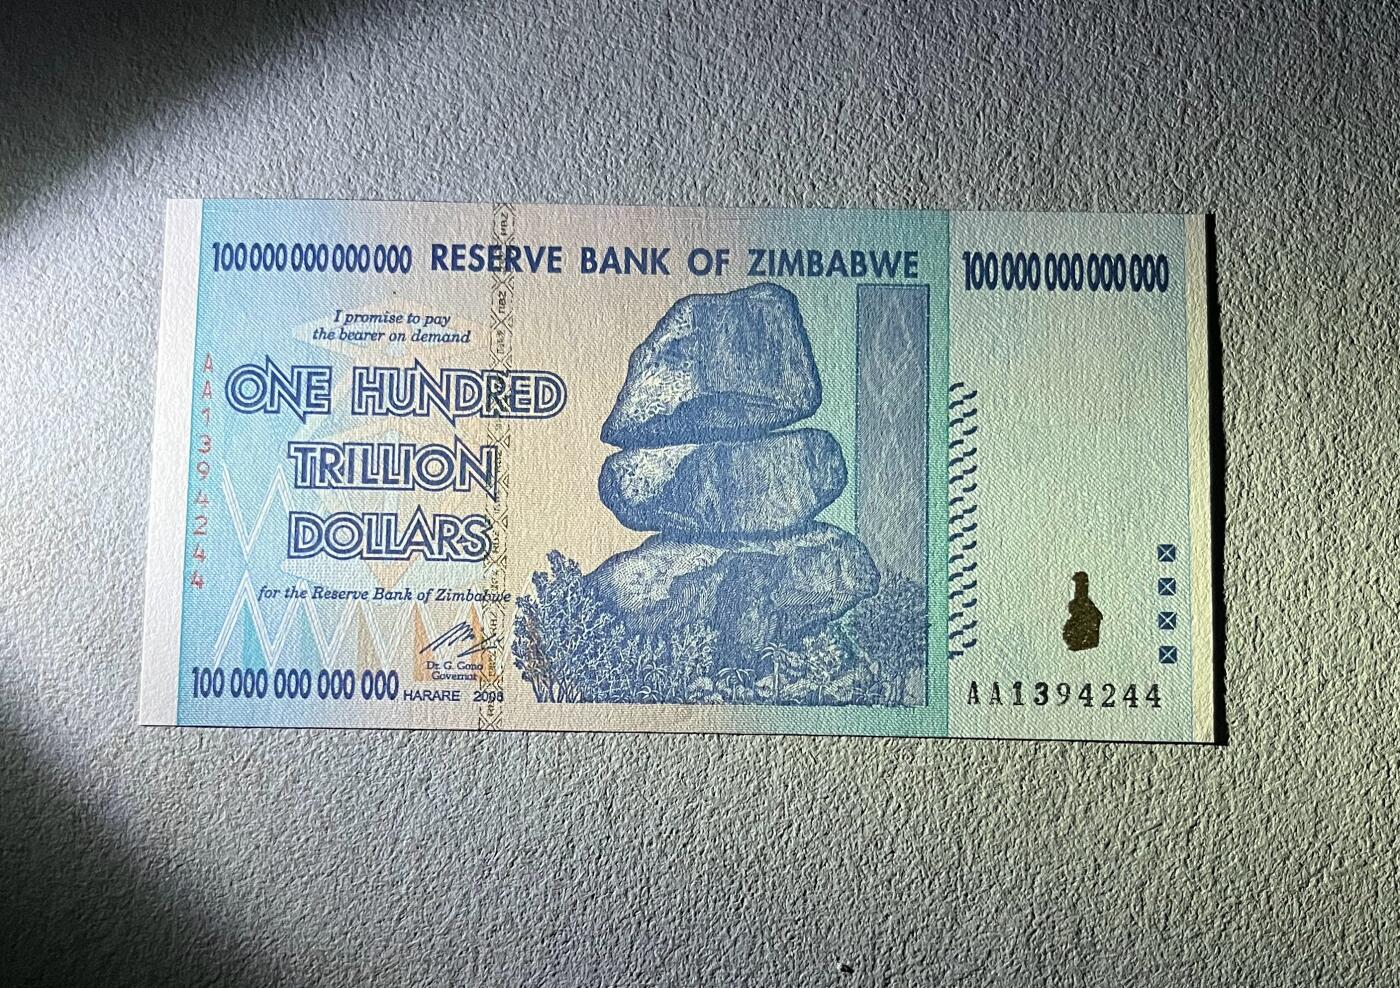 100 000 000 000 000 RESERVE BANK OF ZIMBABWE 100 000 000 000 000
I promise to pay
the bearer on demand
ONE HUNDRED
TRILLION
DOLLARS
for the Reserve Bank of Zimbabwe
Dr. G. Gono
Governor
100 000 000 000 000 HARARE 2008
AA1394244
AA1394244